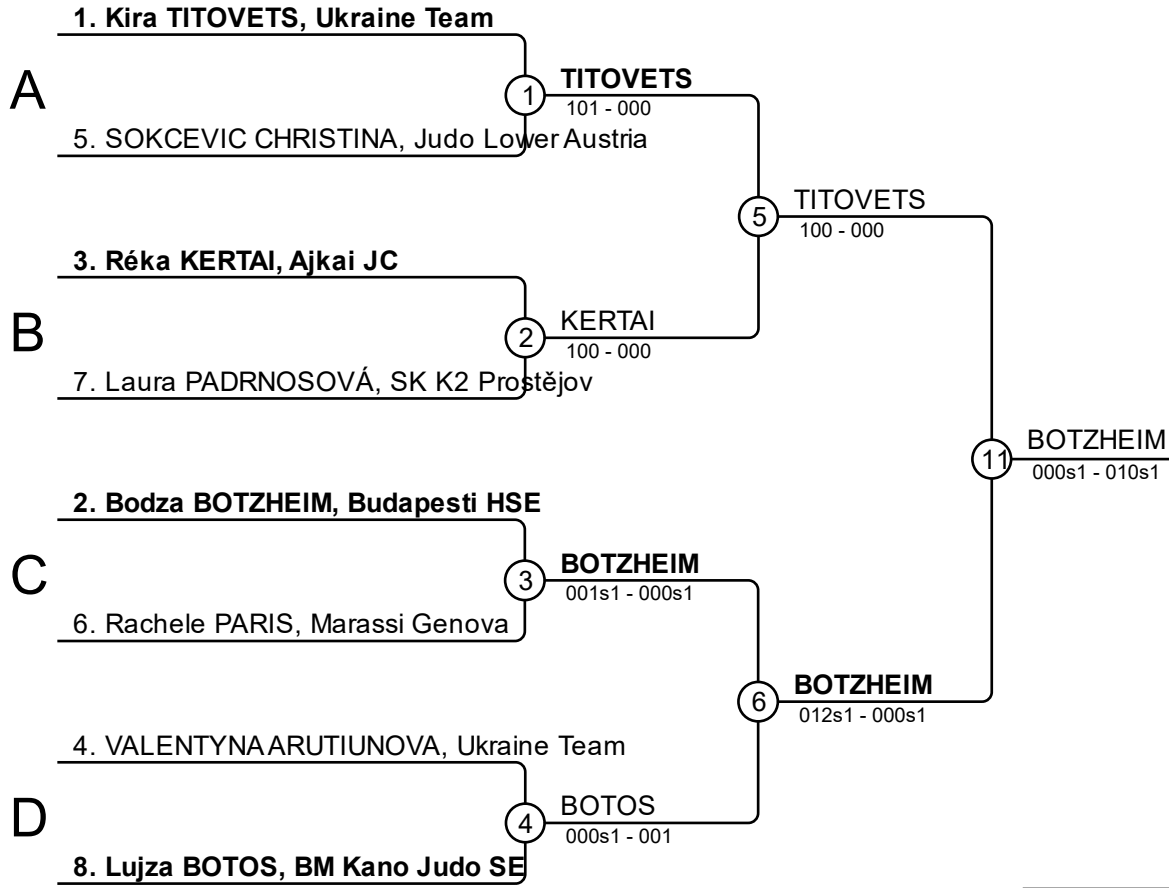 1. Kira TITOVETS, Ukraine Team
A
1
TITOVETS
101 - 000
5. SOKCEVIC CHRISTINA, Judo Lower Austria
5
TITOVETS
100 - 000
3. Réka KERTAI, Ajkai JC
B
2
KERTAI
100 - 000
7. Laura PADRNOSOVÁ, SK K2 Prostějov
11
BOTZHEIM
000s1 - 010s1
2. Bodza BOTZHEIM, Budapesti HSE
C
3
BOTZHEIM
001s1 - 000s1
6. Rachele PARIS, Marassi Genova
6
BOTZHEIM
012s1 - 000s1
4. VALENTYNA ARUTIUNOVA, Ukraine Team
D
4
BOTOS
000s1 - 001
8. Lujza BOTOS, BM Kano Judo SE